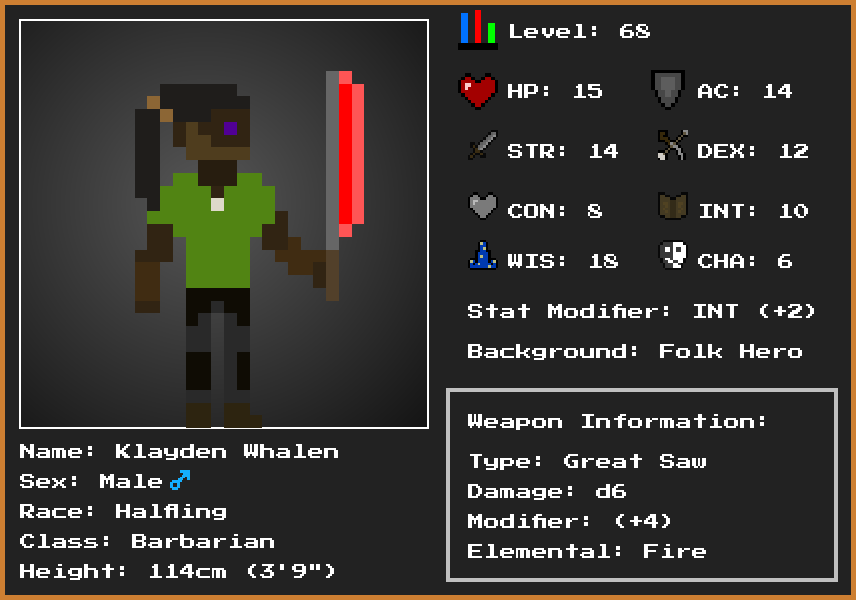 Level: 68
HP: 15 AC: 14
STR: 14 DEX: 12
CON: 8 INT: 10
WIS: 18 CHA: 6
Stat Modifier: INT (+2)
Background: Folk Hero
Weapon Information:
Type: Great Saw
Damage: d6
Modifier: (+4)
Elemental: Fire
Name: Klayden Whalen
Sex: Male♂
Race: Halfling
Class: Barbarian
Height: 114cm (3'9")